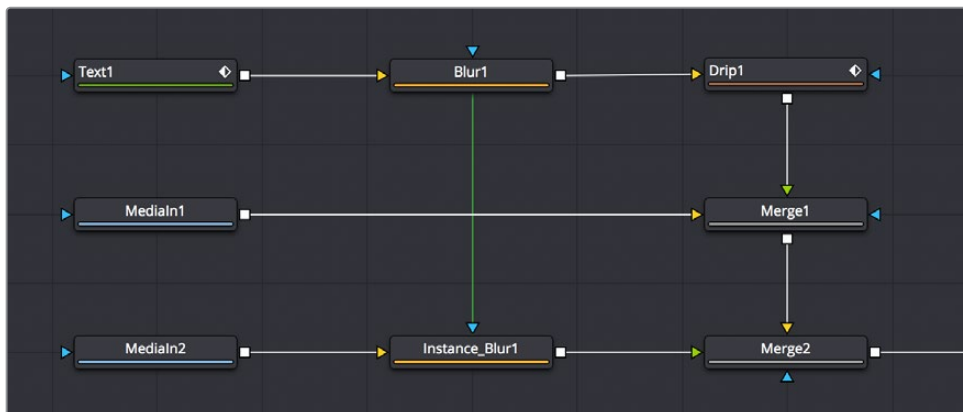 Text1
Blur1
Drip1
MediaIn1
Merge1
MediaIn2
Instance_Blur1
Merge2